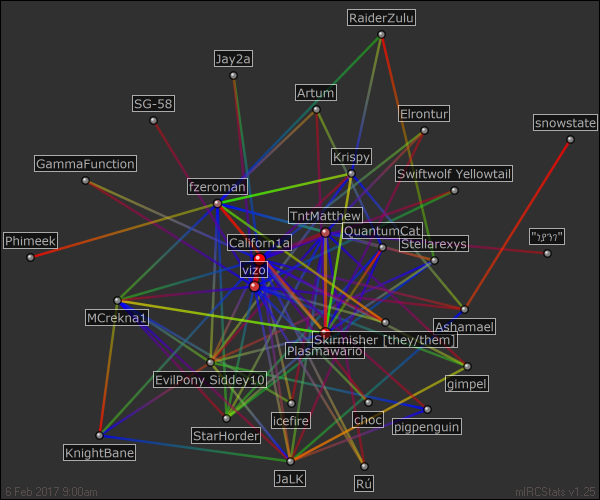 RaiderZulu
Jay2a
Artum
SG-58
Elrontur
snowstate
GammaFunction
Krispy
Swiftwolf Yellowtail
fzeroman
TntMatthew
QuantumCat
Phimeek
Californ1a
Stellarexys
vizo
MCrekna1
Ashamael
Skirmisher [they/them]
Plasmawario
EvilPony Siddey10
gimpel
icefire
choc
StarHorder
pigpenguin
KnightBane
JaLK
Rú
6 Feb 2017 9:00am
mIRCStats v1.25